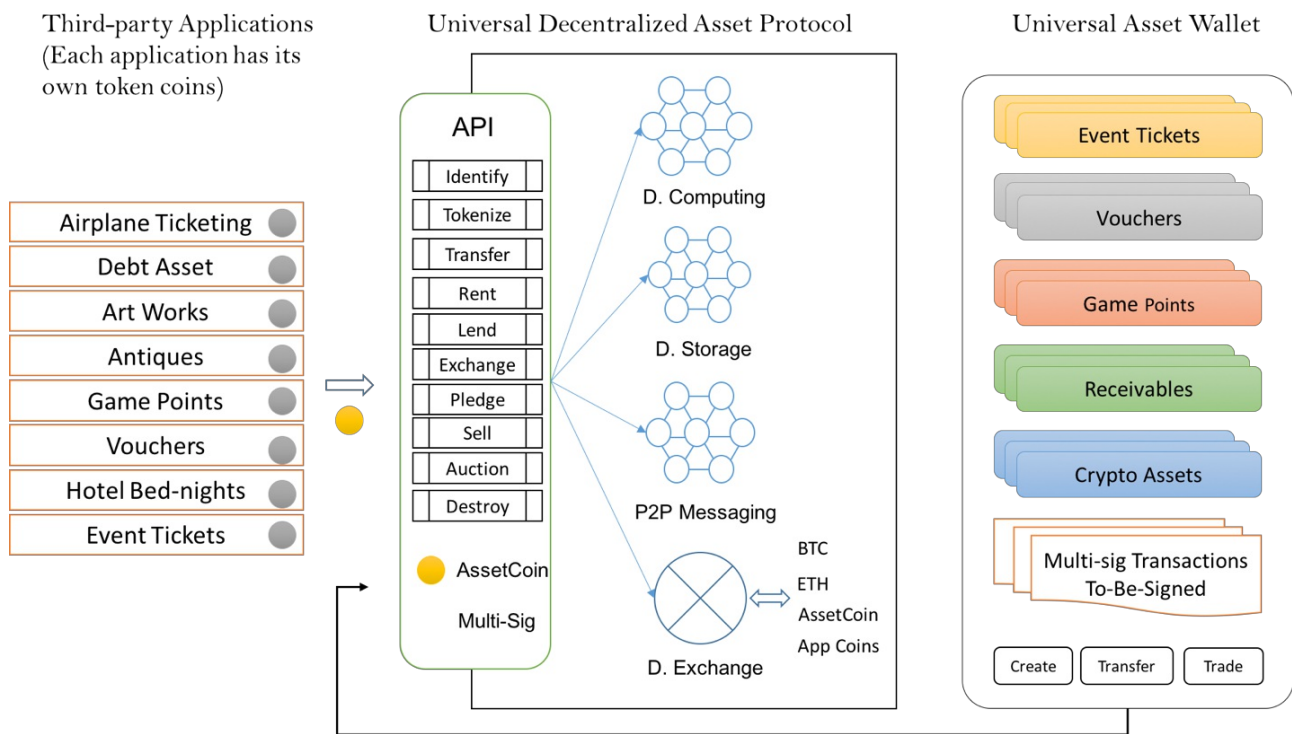 Third-party Applications
(Each application has its
own token coins)
Airplane Ticketing
Debt Asset
Art Works
Antiques
Game Points
Vouchers
Hotel Bed-nights
Event Tickets
Universal Decentralized Asset Protocol
API
Identify
Tokenize
Transfer
Rent
Lend
Exchange
Pledge
Sell
Auction
Destroy
AssetCoin
Multi-Sig
D. Computing
D. Storage
P2P Messaging
D. Exchange
BTC
ETH
AssetCoin
App Coins
Universal Asset Wallet
Event Tickets
Vouchers
Game Points
Receivables
Crypto Assets
Multi-sig Transactions
To-Be-Signed
Create
Transfer
Trade